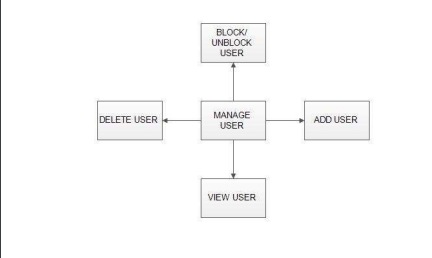 BLOCK/
UNBLOCK
USER
DELETE USER
MANAGE
USER
ADD USER
VIEW USER